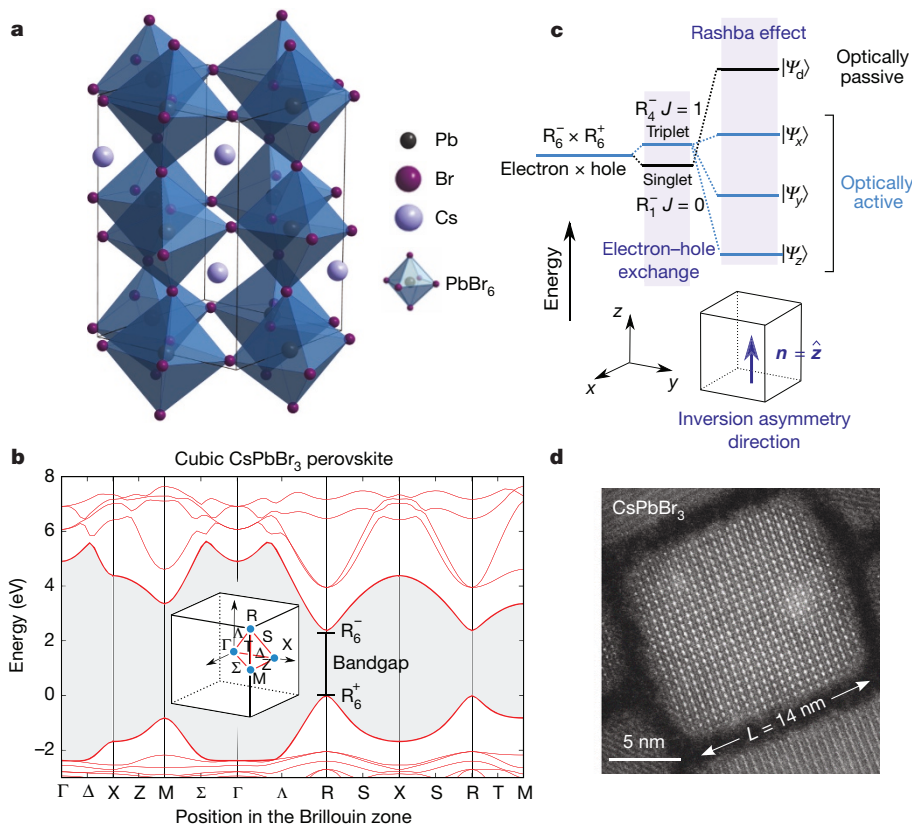 a
Pb
Br
Cs
PbBr₆
c
Rashba effect
Optically
passive
|Ψd⟩
R₄⁻ J = 1
Triplet
R₆⁻ × R₆⁺
Electron × hole
Singlet
R₁⁻ J = 0
|Ψx⟩
|Ψy⟩
|Ψz⟩
Optically
active
Electron–hole
exchange
Energy
z
x
y
n = ẑ
Inversion asymmetry
direction
b
Cubic CsPbBr₃ perovskite
Energy (eV)
8
6
4
2
0
–2
R
Λ
S
Γ
T
Δ
X
Σ
Z
M
R₆⁻
Bandgap
R₆⁺
Γ Δ X Z M Σ Γ Λ R S X S R T M
Position in the Brillouin zone
d
CsPbBr₃
5 nm
L = 14 nm